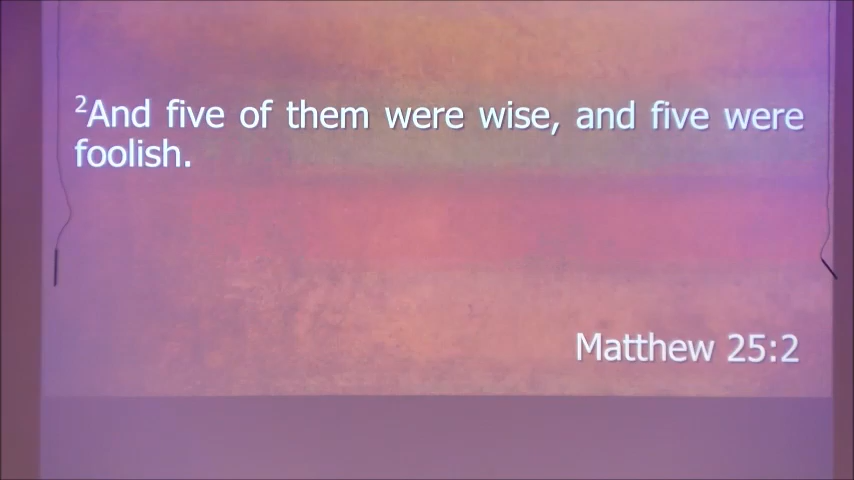 ²And five of them were wise, and five were
foolish.
Matthew 25:2